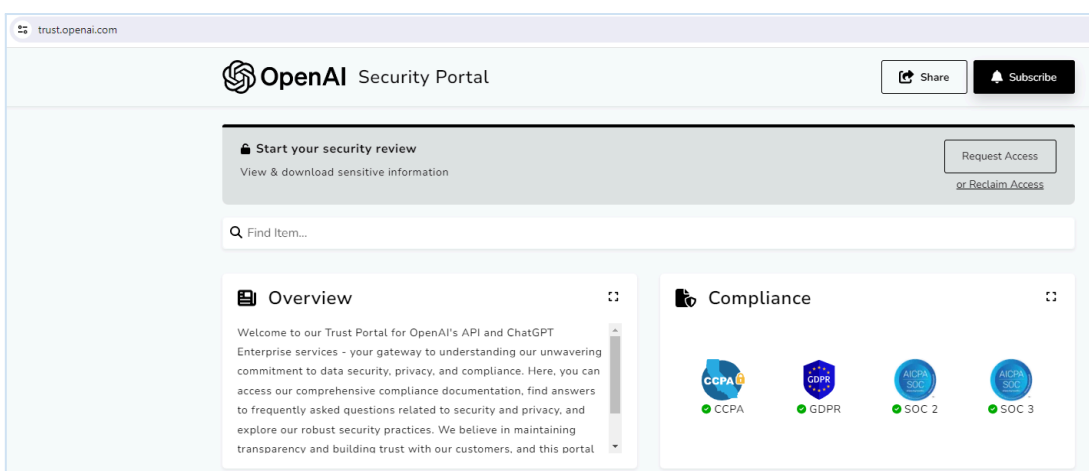 trust.openai.com
OpenAI Security Portal
Share
Subscribe
Start your security review
View & download sensitive information
Request Access
or Reclaim Access
Find Item...
Overview
Welcome to our Trust Portal for OpenAI's API and ChatGPT
Enterprise services - your gateway to understanding our unwavering
commitment to data security, privacy, and compliance. Here, you can
access our comprehensive compliance documentation, find answers
to frequently asked questions related to security and privacy, and
explore our robust security practices. We believe in maintaining
transparency and building trust with our customers, and this portal
Compliance
CCPA
GDPR
AICPA
SOC
AICPA
SOC
CCPA
GDPR
SOC 2
SOC 3